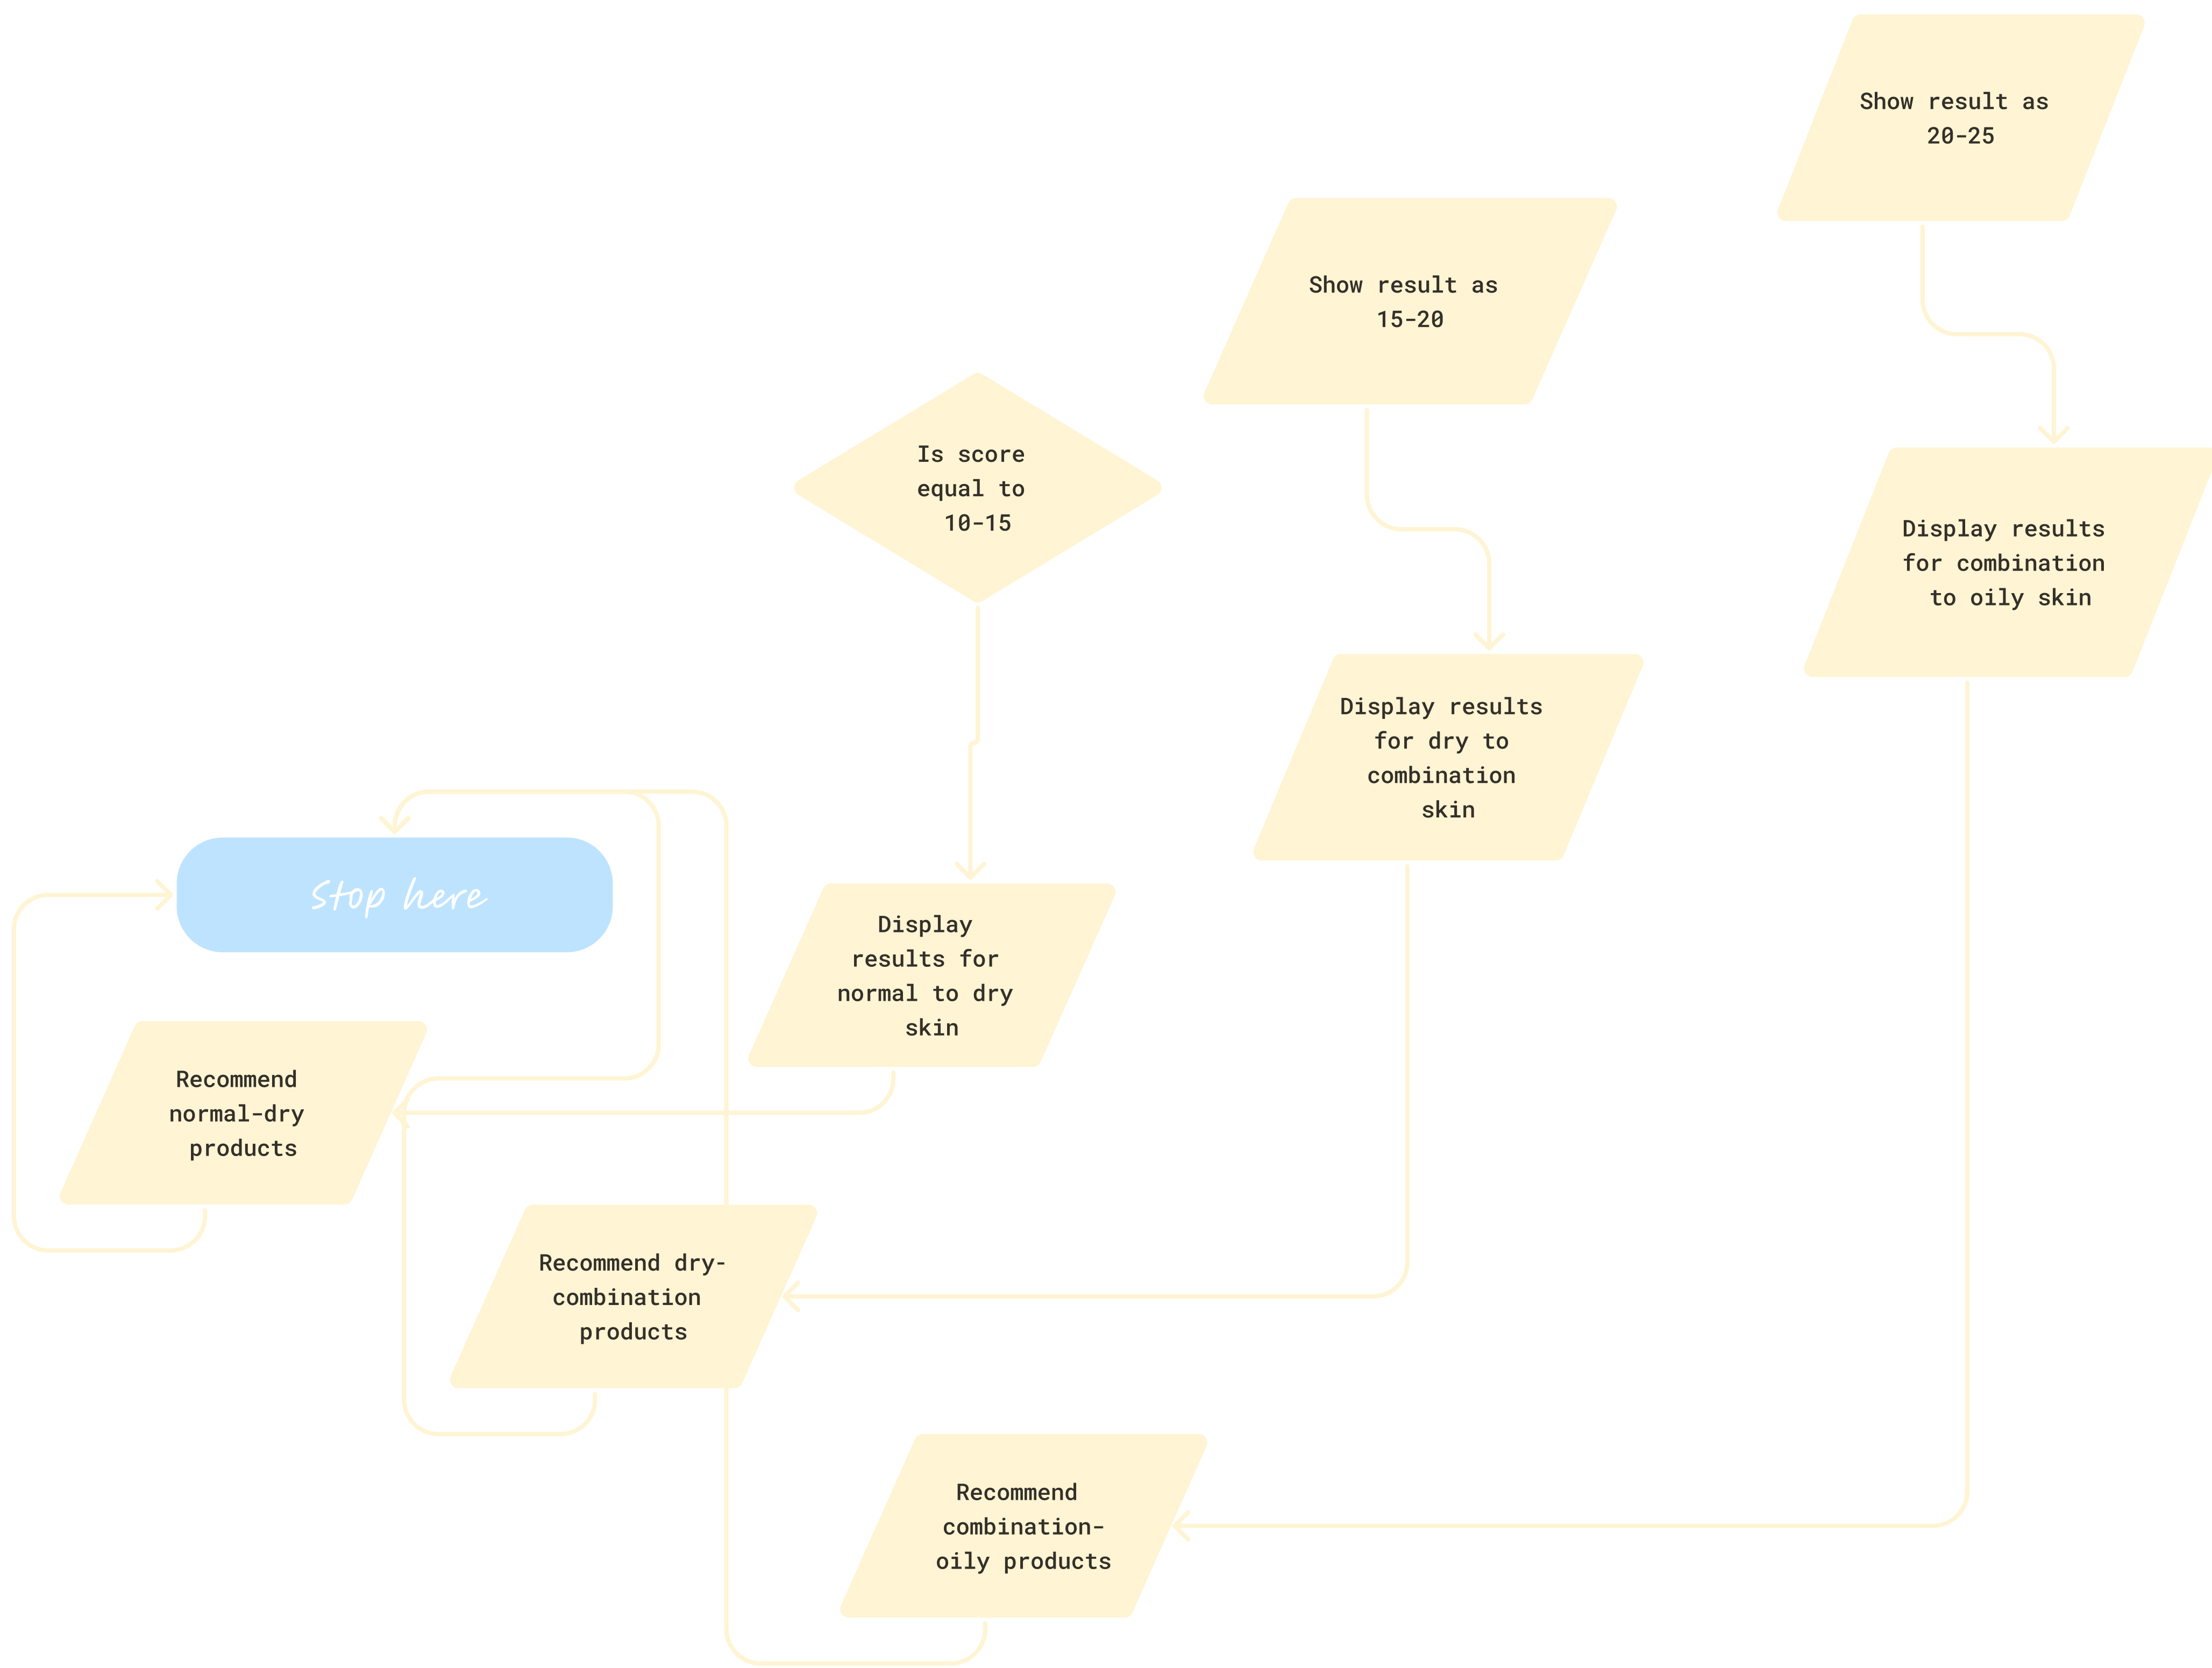 Show result as
20-25
Show result as
15-20
Is score
equal to
10-15
Display results
for combination
to oily skin
Display results
for dry to
combination
skin
Stop here
Display
results for
normal to dry
skin
Recommend
normal-dry
products
Recommend dry-
combination
products
Recommend
combination-
oily products